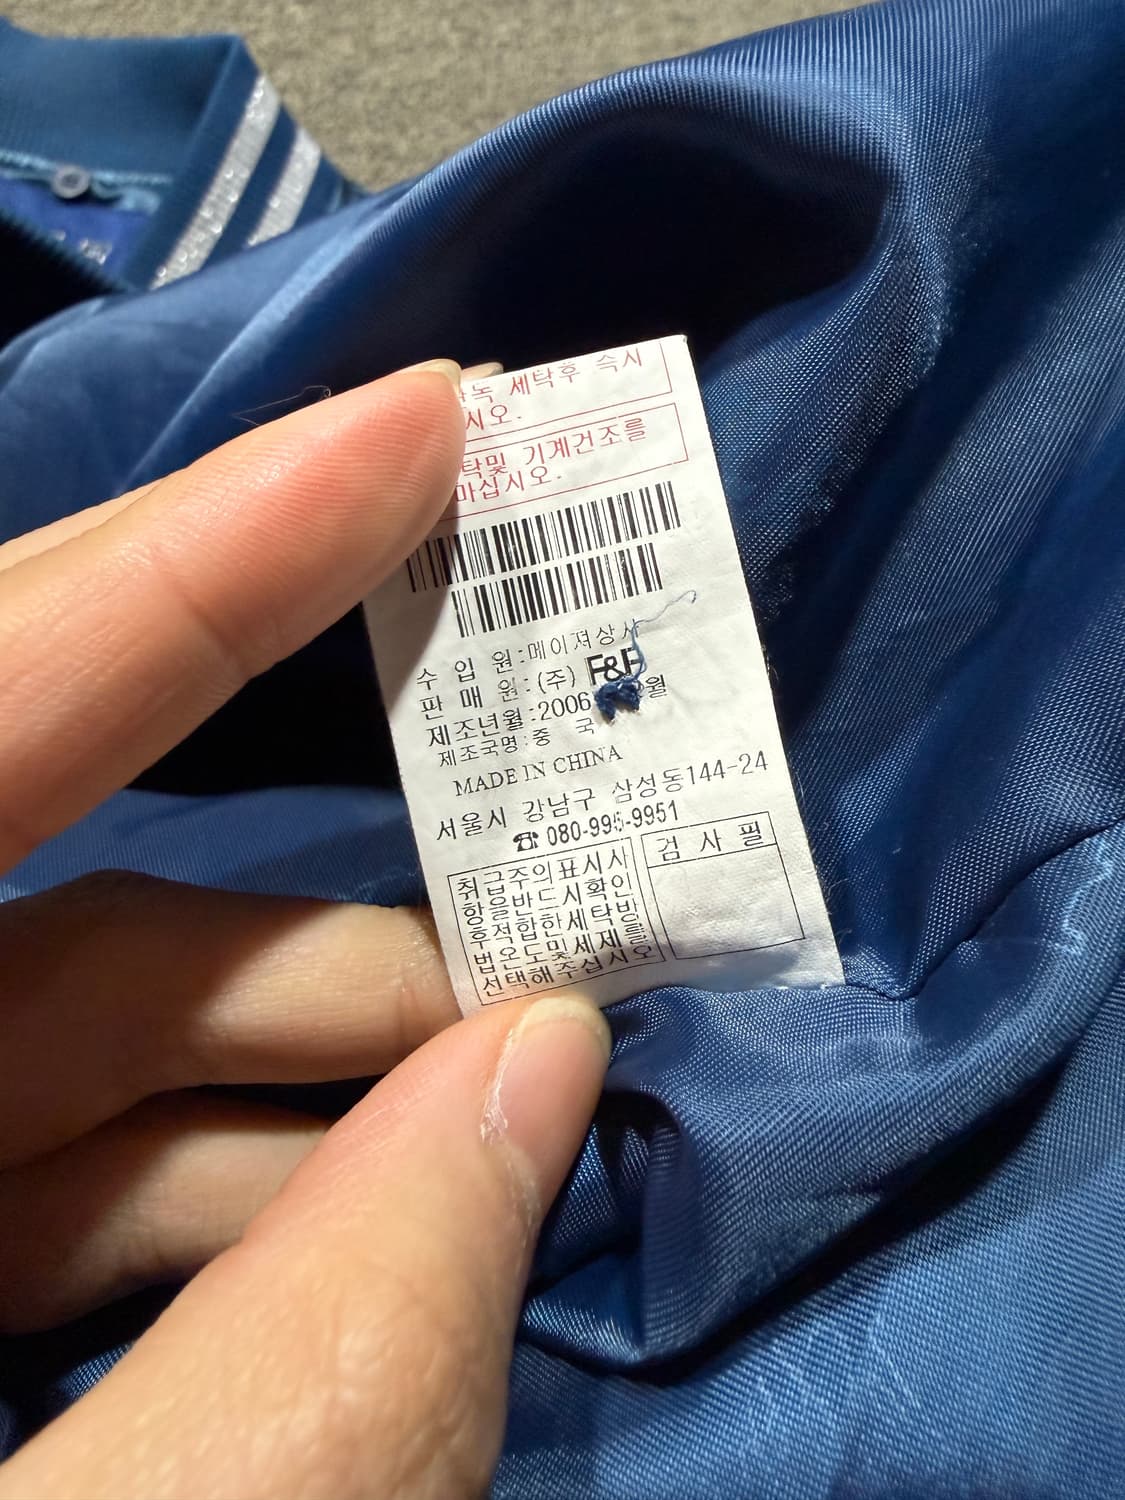 녹 세탁후 즉시
시오.
탁및 기계건조를
마십시오.
수 입 원:메이져상사
판 매 원:(주) F&F
제조년월:2006 월
제조국명:중 국
MADE IN CHINA
서울시 강남구 삼성동144-24
☎ 080-995-9951
검 사 필
취급주의표시사
항을반드시확인
후적합한세탁방
법온도및세제를
선택해주십시오